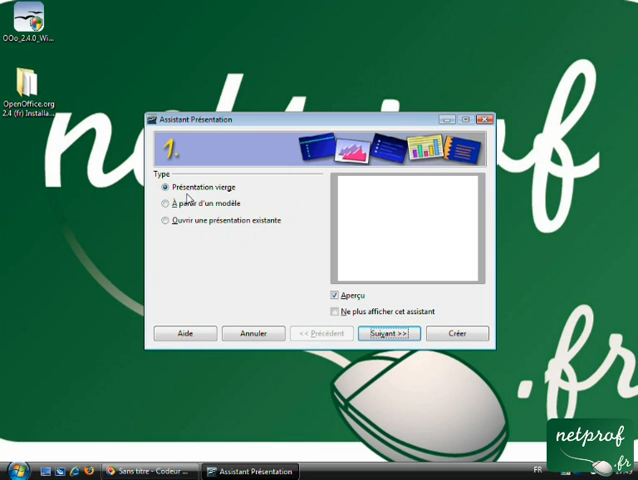 OOo_2.4.0_Wi...
OpenOffice.org
2.4 (fr) Installa...
netprof
.fr
Assistant Présentation
1.
Type
Présentation vierge
À partir d'un modèle
Ouvrir une présentation existante
Aperçu
Ne plus afficher cet assistant
Aide
Annuler
<< Précédent
Suivant >>
Créer
netprof
.fr
Sans titre - Codeur ...
Assistant Présentation
FR